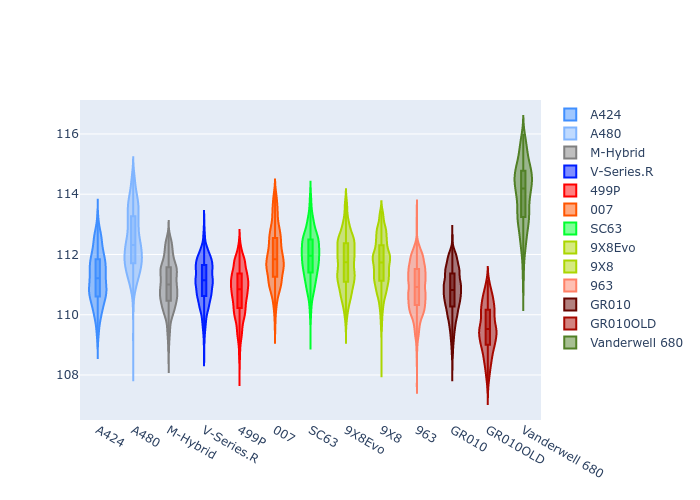 116
114
112
110
108
A424
A480
M-Hybrid
V-Series.R
499P
007
SC63
9X8Evo
9X8
963
GR010
GR010OLD
Vanderwell 680
A424
A480
M-Hybrid
V-Series.R
499P
007
SC63
9X8Evo
9X8
963
GR010
GR010OLD
Vanderwell 680